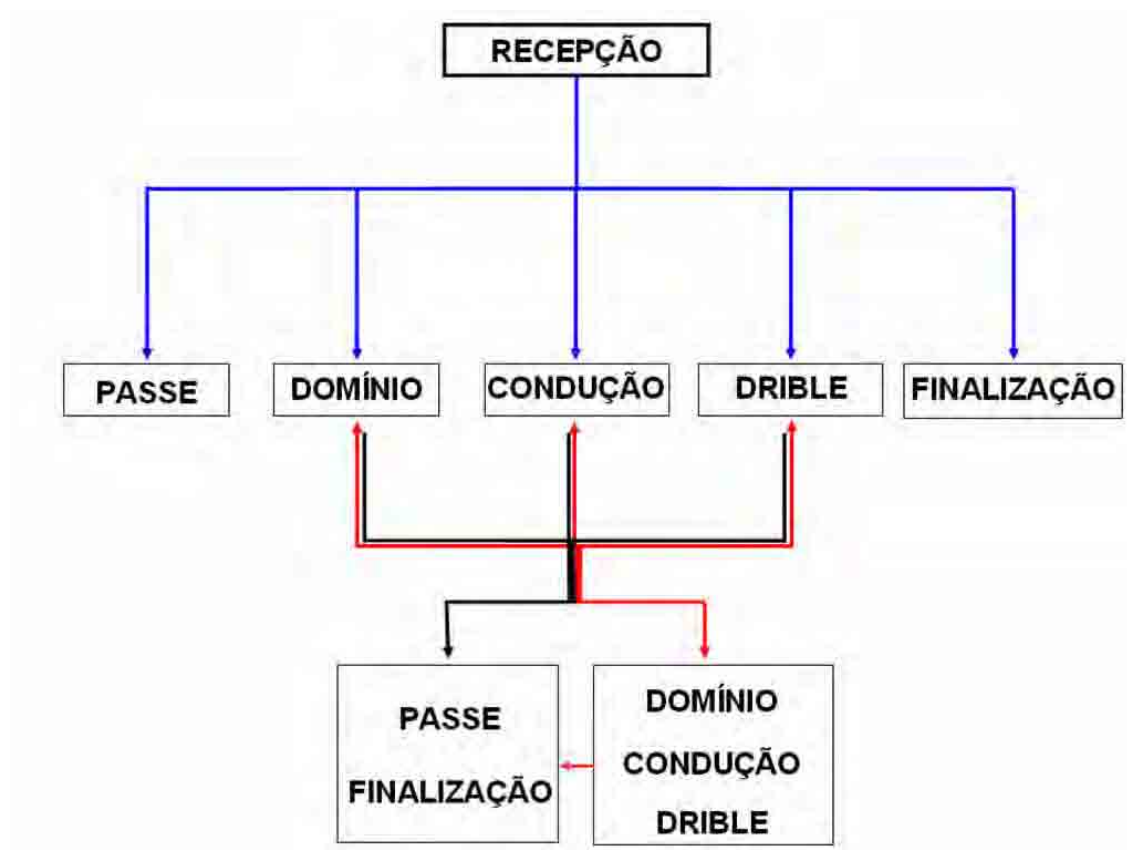 RECEPÇÃO
PASSE
DOMÍNIO
CONDUÇÃO
DRIBLE
FINALIZAÇÃO
PASSE
FINALIZAÇÃO
DOMÍNIO
CONDUÇÃO
DRIBLE